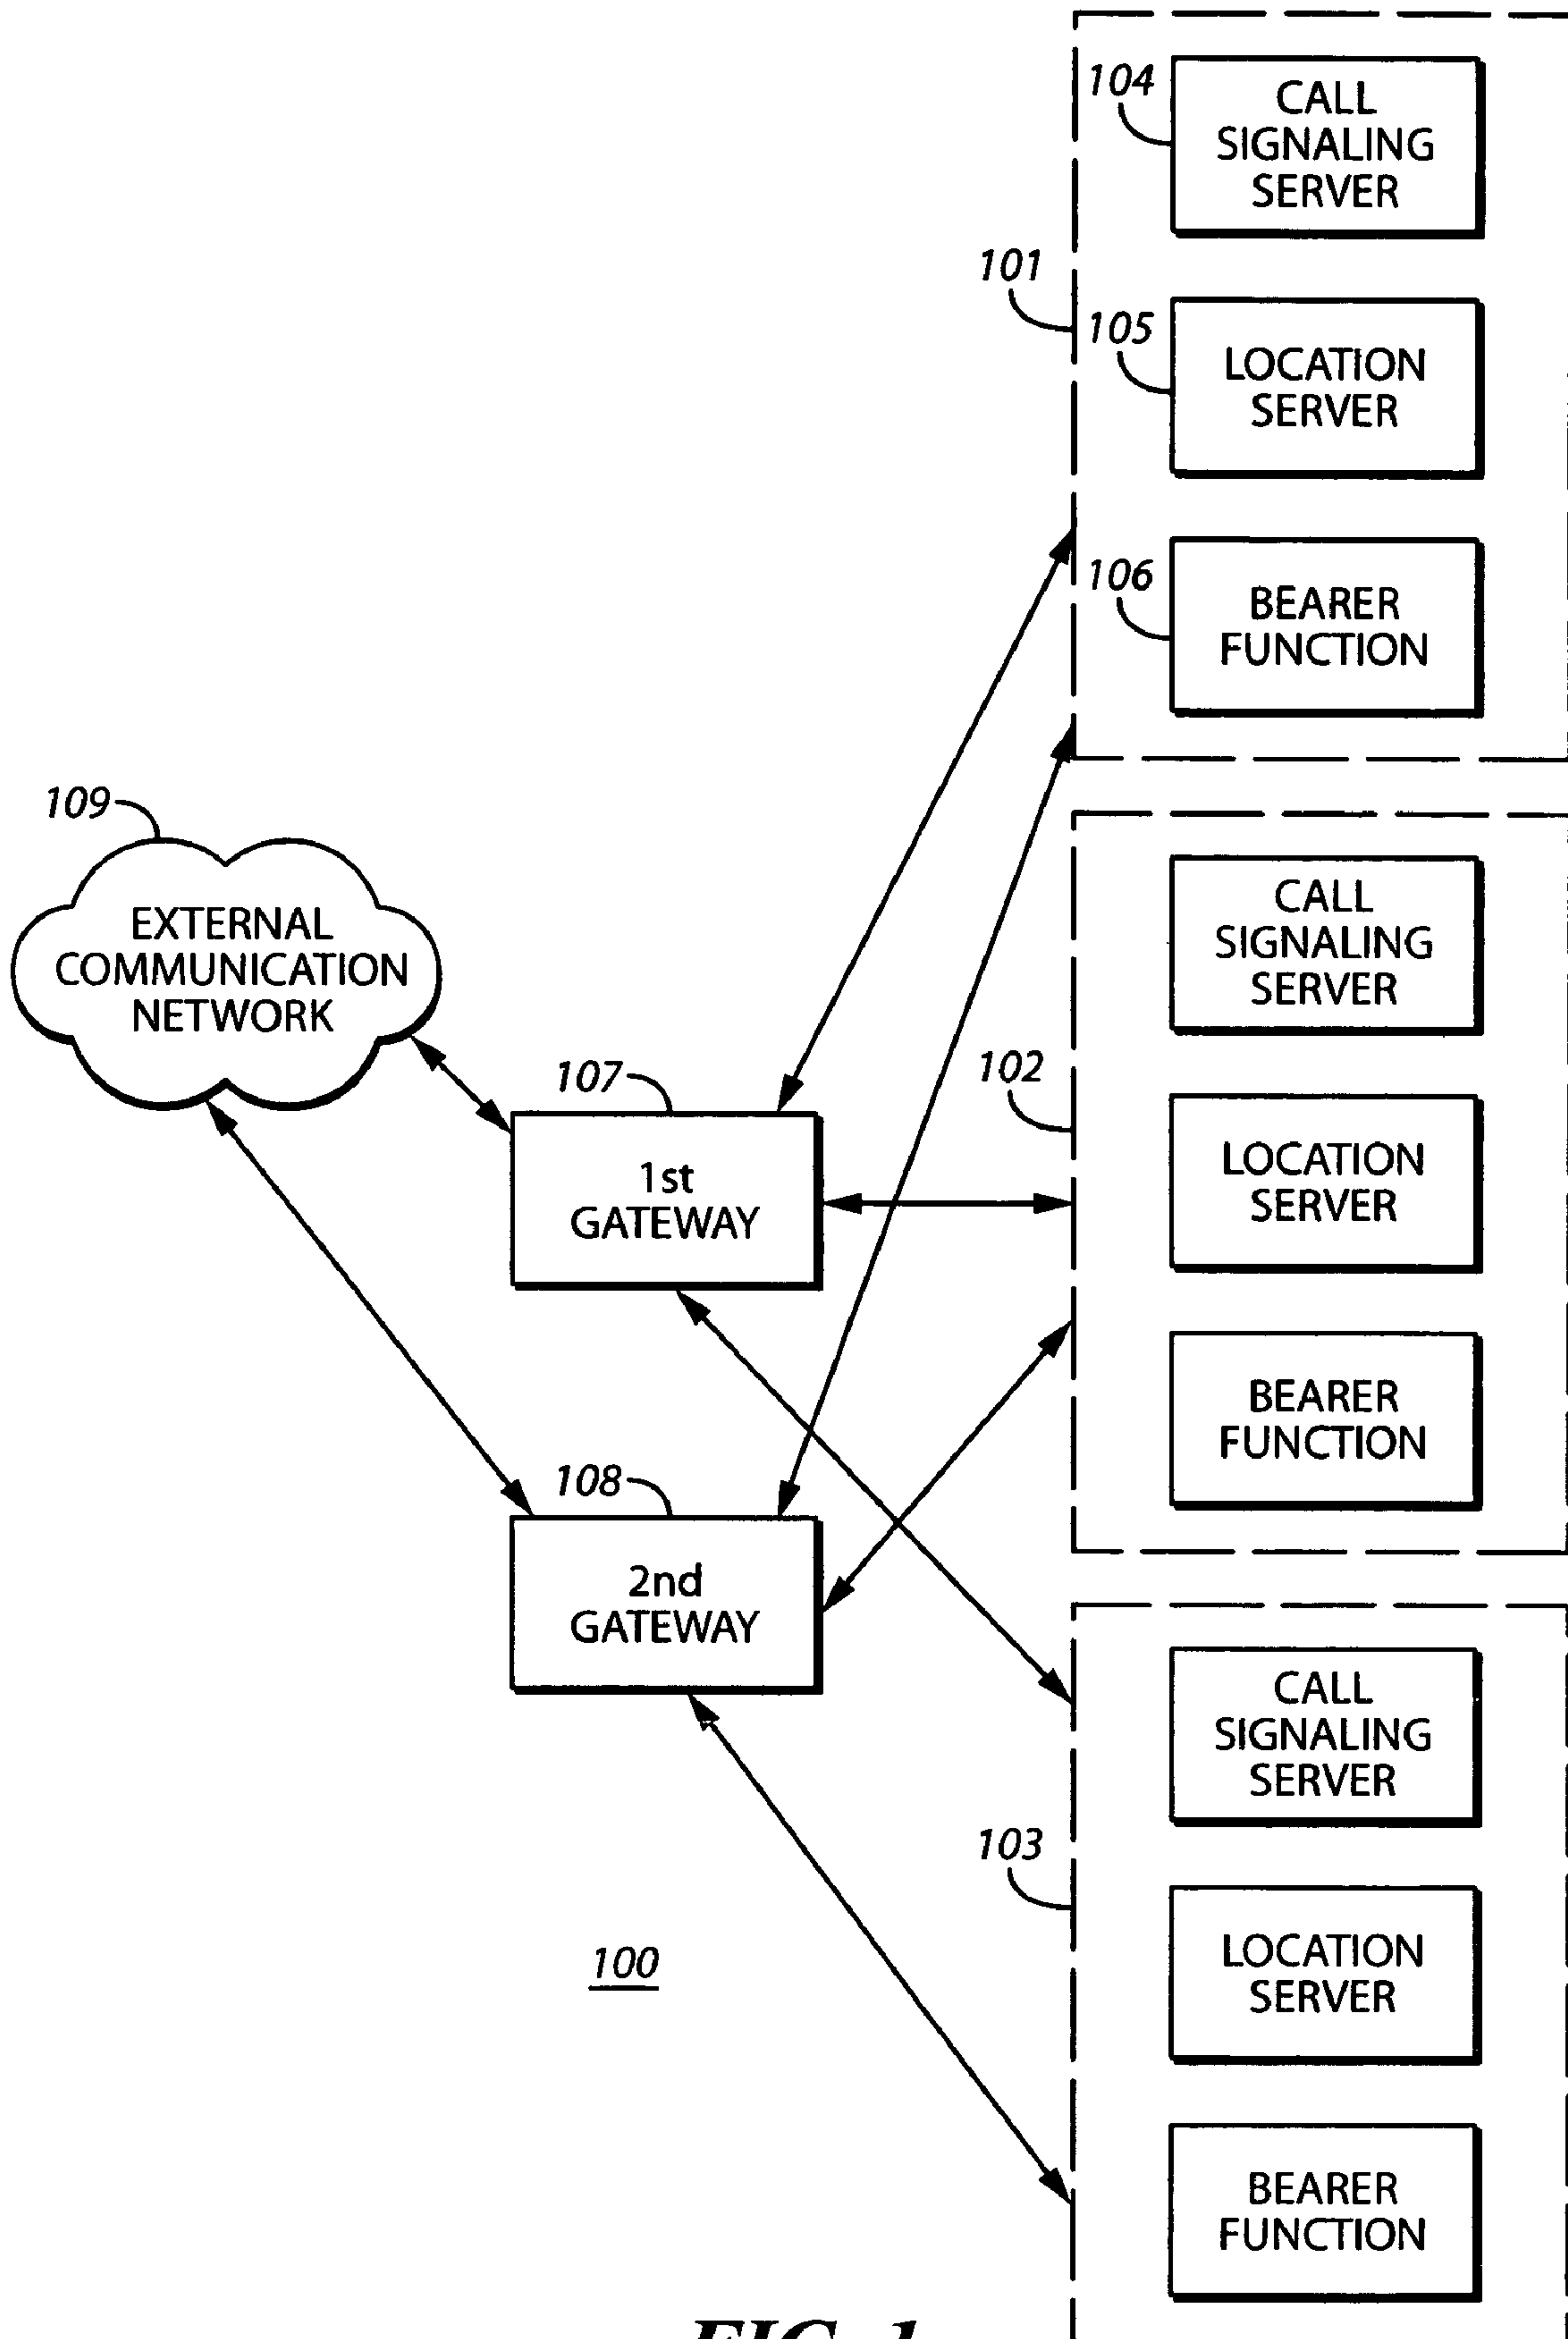 104
CALL
SIGNALING
SERVER
101
105
LOCATION
SERVER
106
BEARER
FUNCTION
109
EXTERNAL
COMMUNICATION
NETWORK
CALL
SIGNALING
SERVER
107
102
1st
GATEWAY
LOCATION
SERVER
BEARER
FUNCTION
108
2nd
GATEWAY
CALL
SIGNALING
SERVER
103
100
LOCATION
SERVER
BEARER
FUNCTION
FIG. 1